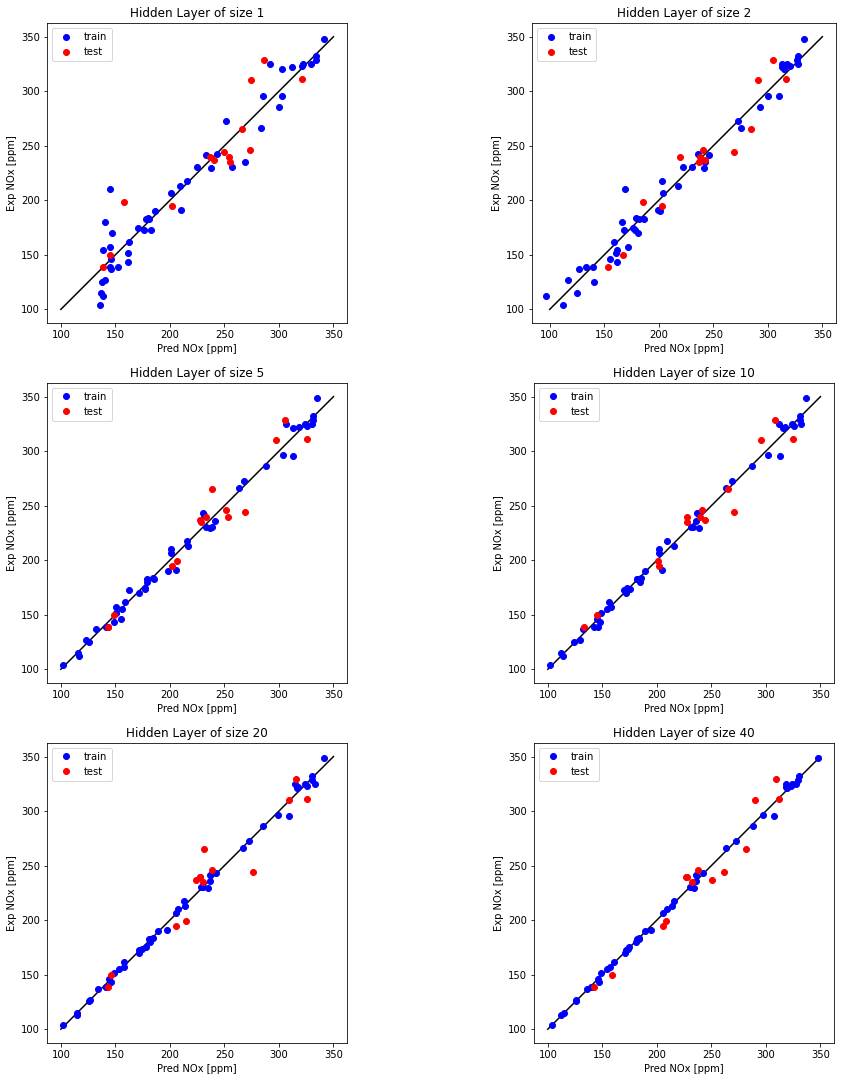 Hidden Layer of size 1
350
300
250
200
150
100
Exp NOx [ppm]
train
test
100 150 200 250 300 350
Pred NOx [ppm]
Hidden Layer of size 2
350
300
250
200
150
100
Exp NOx [ppm]
train
test
100 150 200 250 300 350
Pred NOx [ppm]
Hidden Layer of size 5
350
300
250
200
150
100
Exp NOx [ppm]
train
test
100 150 200 250 300 350
Pred NOx [ppm]
Hidden Layer of size 10
350
300
250
200
150
100
Exp NOx [ppm]
train
test
100 150 200 250 300 350
Pred NOx [ppm]
Hidden Layer of size 20
350
300
250
200
150
100
Exp NOx [ppm]
train
test
100 150 200 250 300 350
Pred NOx [ppm]
Hidden Layer of size 40
350
300
250
200
150
100
Exp NOx [ppm]
train
test
100 150 200 250 300 350
Pred NOx [ppm]